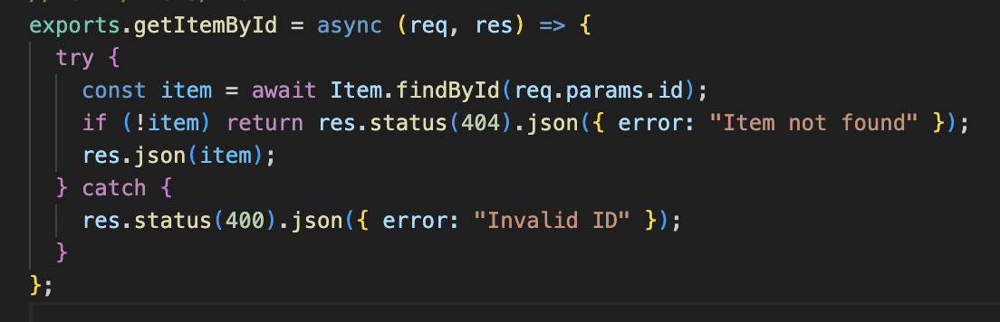 exports.getItemById = async (req, res) => {
  try {
    const item = await Item.findById(req.params.id);
    if (!item) return res.status(404).json({ error: "Item not found" });
    res.json(item);
  } catch {
    res.status(400).json({ error: "Invalid ID" });
  }
};